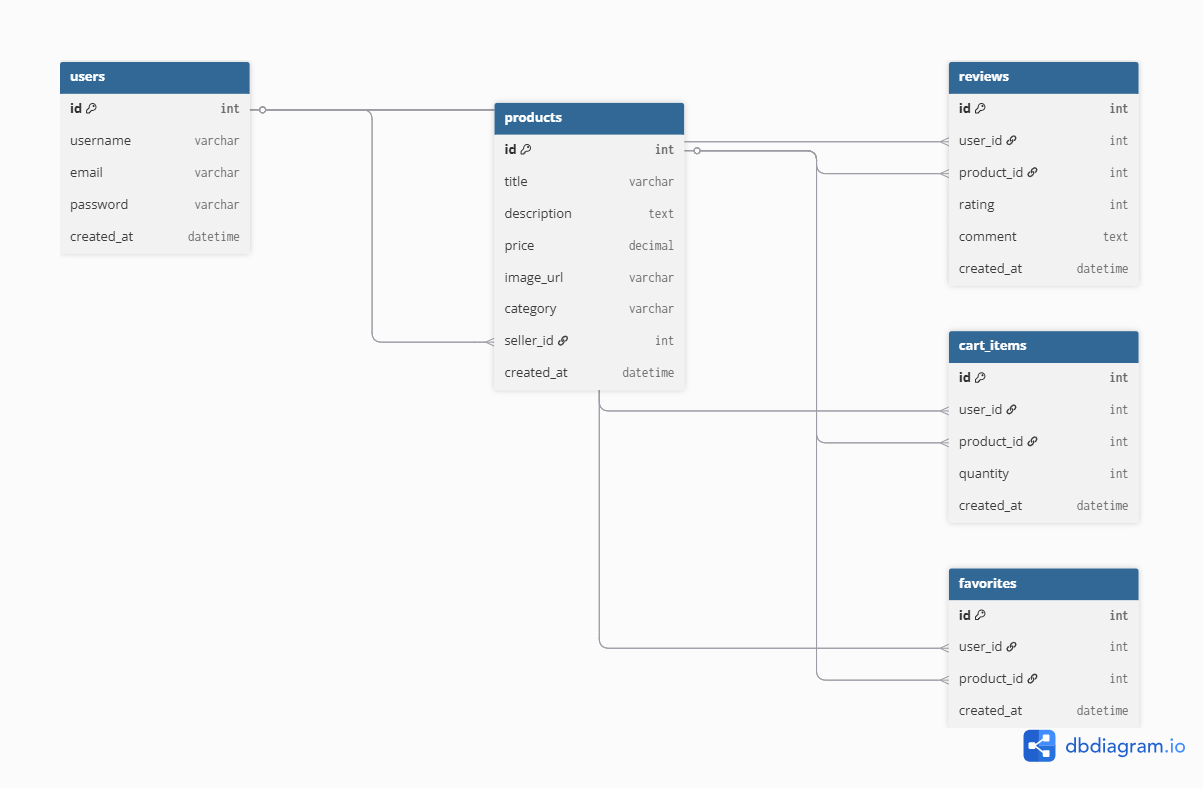 users
id int
username varchar
email varchar
password varchar
created_at datetime
products
id int
title varchar
description text
price decimal
image_url varchar
category varchar
seller_id int
created_at datetime
reviews
id int
user_id int
product_id int
rating int
comment text
created_at datetime
cart_items
id int
user_id int
product_id int
quantity int
created_at datetime
favorites
id int
user_id int
product_id int
created_at datetime
dbdiagram.io